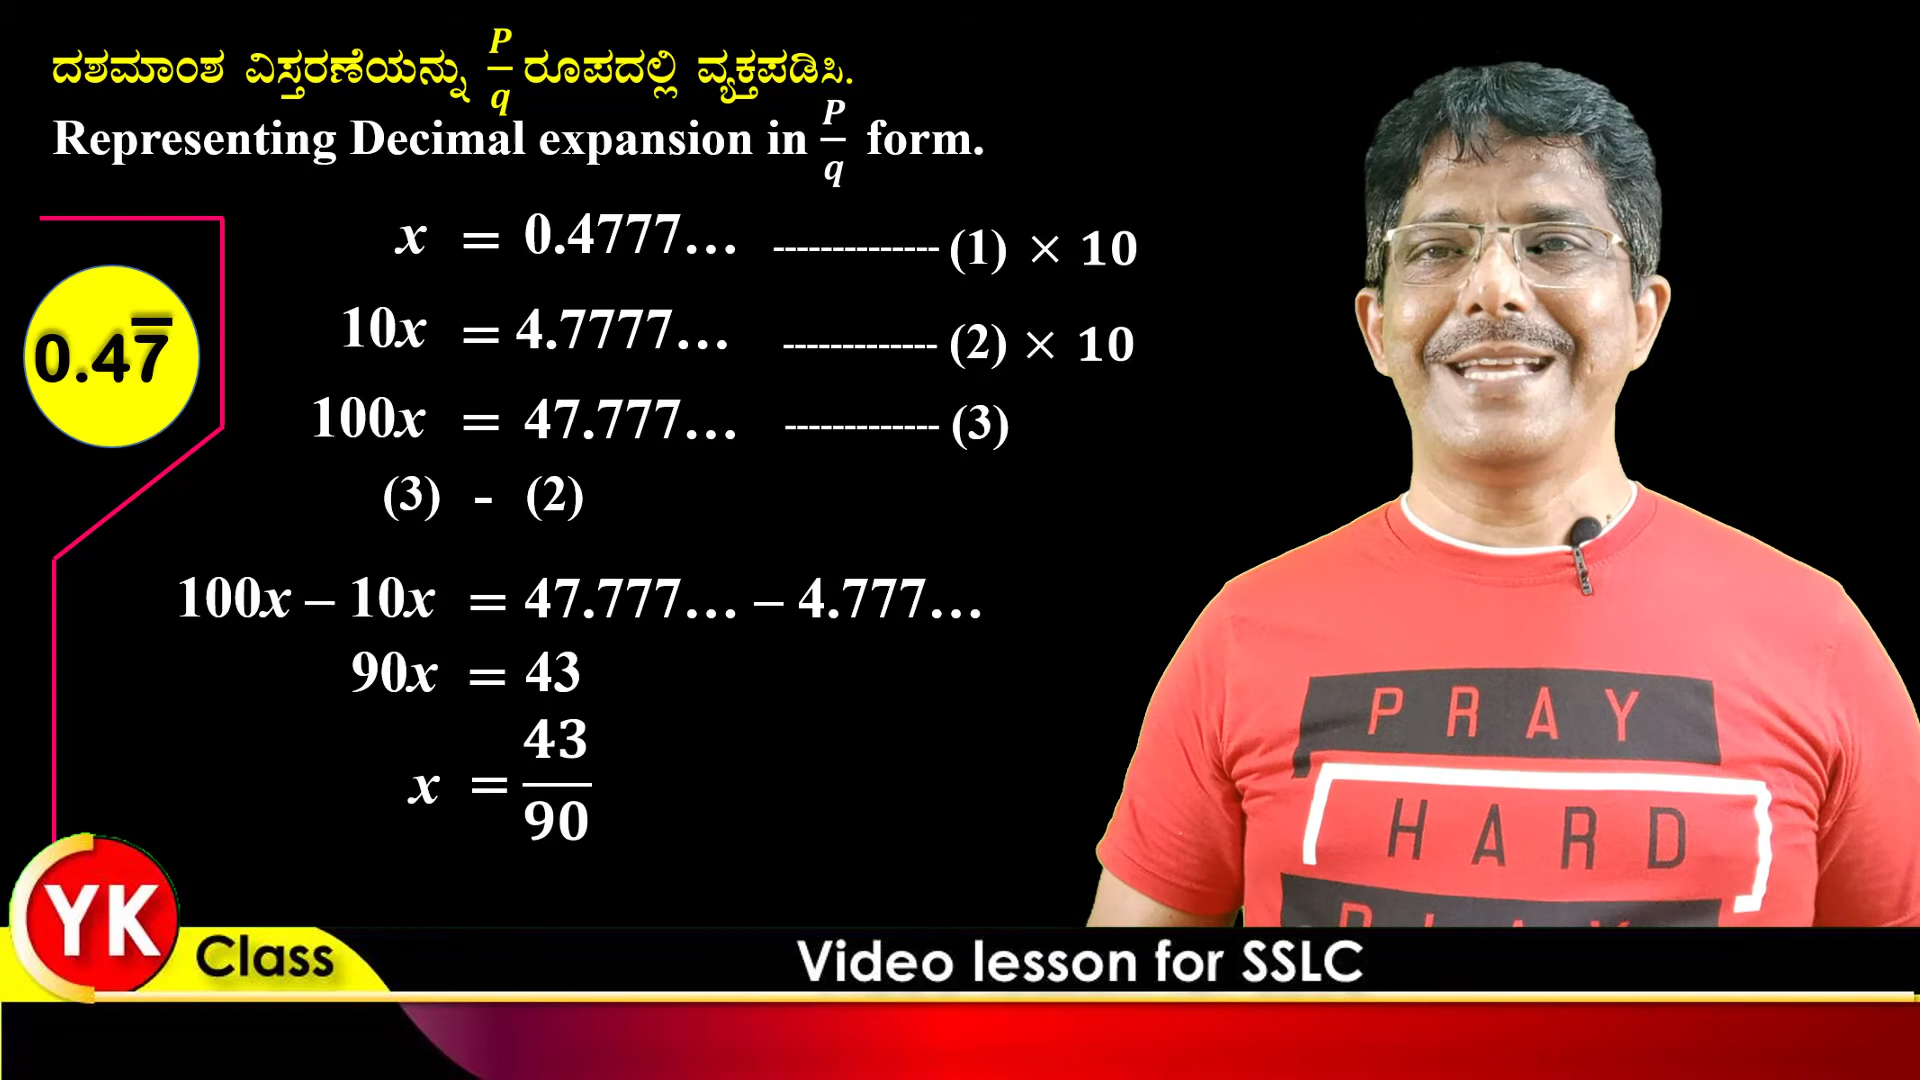 ದಶಮಾಂಶ ವಿಸ್ತರಣೆಯನ್ನು P/q ರೂಪದಲ್ಲಿ ವ್ಯಕ್ತಪಡಿಸಿ.
Representing Decimal expansion in P/q form.
x = 0.4777... -------------- (1) × 10
0.47̅
10x = 4.7777... ------------- (2) × 10
100x = 47.777... ------------- (3)
(3) - (2)
100x – 10x = 47.777... – 4.777...
90x = 43
x = 43/90
PRAY
HARD
YK Class
Video lesson for SSLC